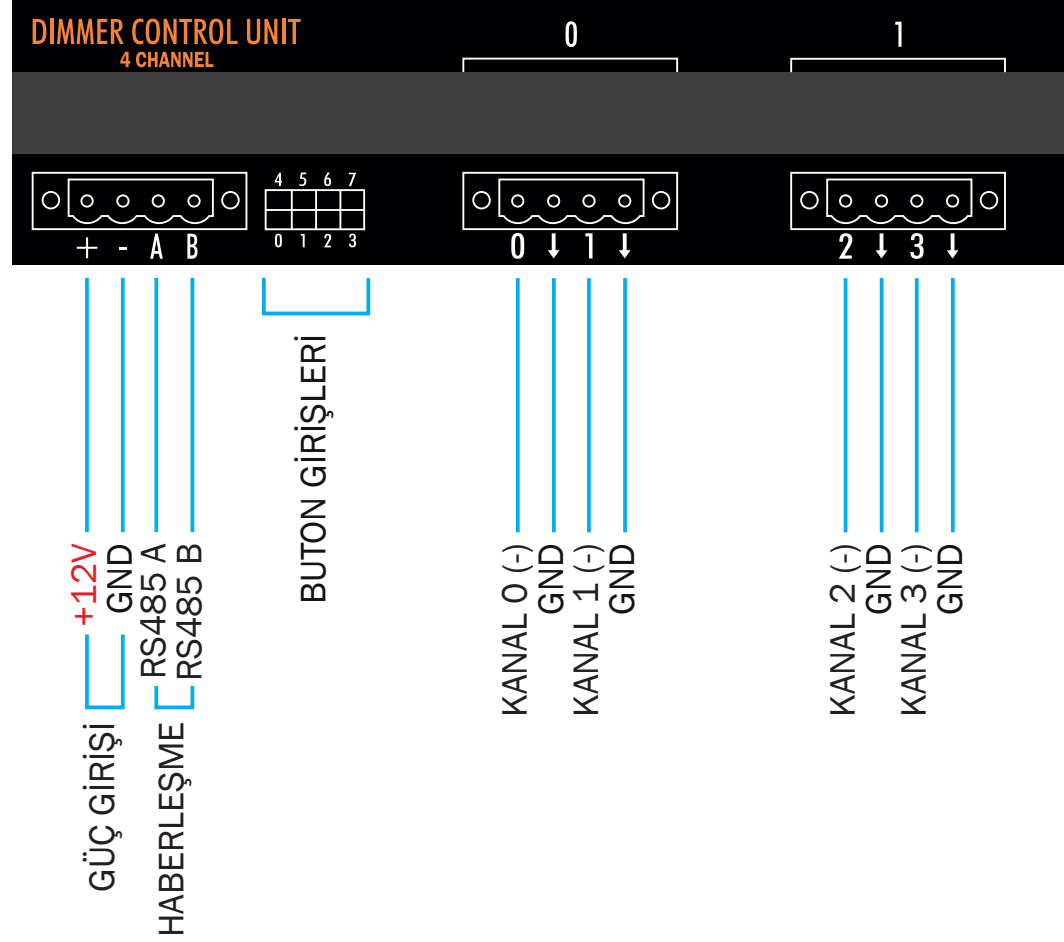 DIMMER CONTROL UNIT
4 CHANNEL
0
1
4 5 6 7
0 1 2 3
+ - A B
0 ↓ 1 ↓
2 ↓ 3 ↓
+12V
GND
RS485 A
RS485 B
GÜÇ GİRİŞİ
HABERLEŞME
BUTON GİRİŞLERİ
KANAL 0 (-)
GND
KANAL 1 (-)
GND
KANAL 2 (-)
GND
KANAL 3 (-)
GND